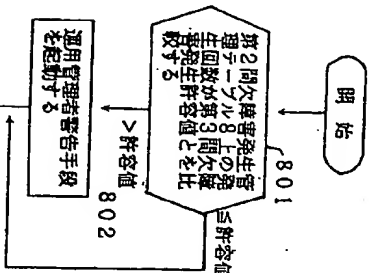 開始
801
第2間欠障害発生管
理テーブル8上の発
生回数が第3間欠障
害発生許容値とを比
較する
≦許容値
>許容値
802
運用管理者警告手段
を起動する